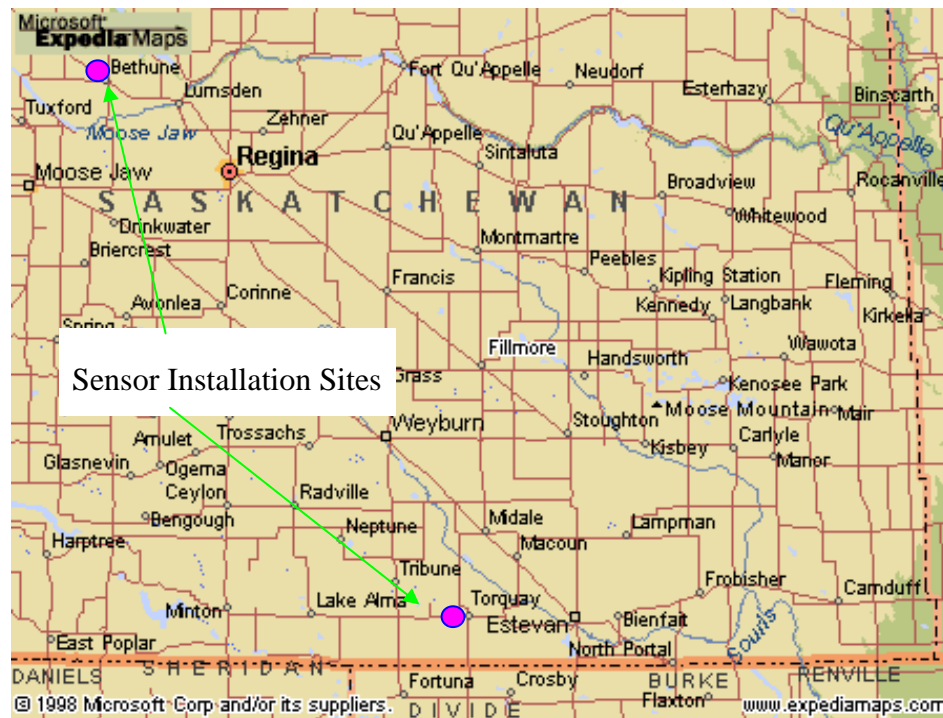 Microsoft
Expedia Maps
Bethune
Fort Qu'Appelle
Neudorf
Lumsden
Esterhazy
Binscarth
Tuxford
Zehner
Moose Jaw
Qu'Appelle
Qu'Appelle
Regina
Sintaluta
Moose Jaw
Broadview
Rocanville
SASKATCHEWAN
Whitewood
Drinkwater
Montmartre
Briercrest
Peebles
Francis
Kipling Station
Fleming
Avonlea
Corinne
Kennedy
Langbank
Kirkella
Spring
Wawota
Fillmore
Handsworth
Sensor Installation Sites
Grass
Kenosee Park
Moose Mountain
Mair
Weyburn
Stoughton
Amulet
Trossachs
Kisbey
Carlyle
Glasnevin
Ogema
Manor
Ceylon
Radville
Bengough
Midale
Lampman
Neptune
Harptree
Macoun
Tribune
Frobisher
Carnduff
Lake Alma
Torquay
Minton
Estevan
Bienfait
Souris
East Poplar
North Portal
DANIELS
SHERIDAN
BURKE
RENVILLE
Fortuna
Crosby
Flaxton
© 1998 Microsoft Corp and/or its suppliers.
DIVIDE
www.expediamaps.com